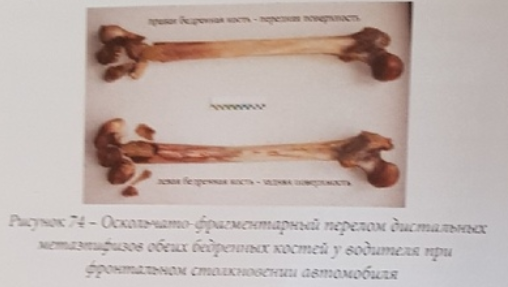 правая бедренная кость - передняя поверхность
левая бедренная кость - задняя поверхность
Рисунок 74 – Оскольчато-фрагментарный перелом дистальных
метаэпифизов обеих бедренных костей у водителя при
фронтальном столкновении автомобиля